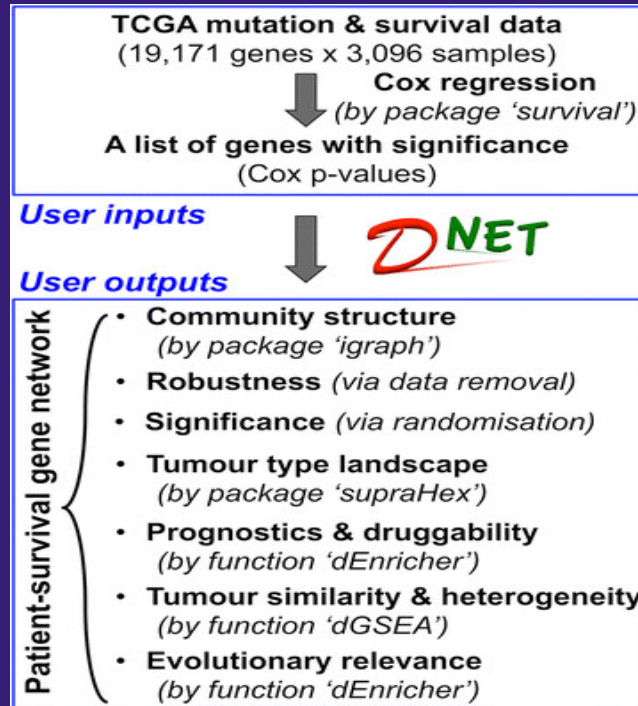 TCGA mutation & survival data
(19,171 genes x 3,096 samples)
Cox regression
(by package 'survival')
A list of genes with significance
(Cox p-values)
User inputs
DNET
User outputs
Patient-survival gene network
• Community structure
(by package 'igraph')
• Robustness (via data removal)
• Significance (via randomisation)
• Tumour type landscape
(by package 'supraHex')
• Prognostics & druggability
(by function 'dEnricher')
• Tumour similarity & heterogeneity
(by function 'dGSEA')
• Evolutionary relevance
(by function 'dEnricher')